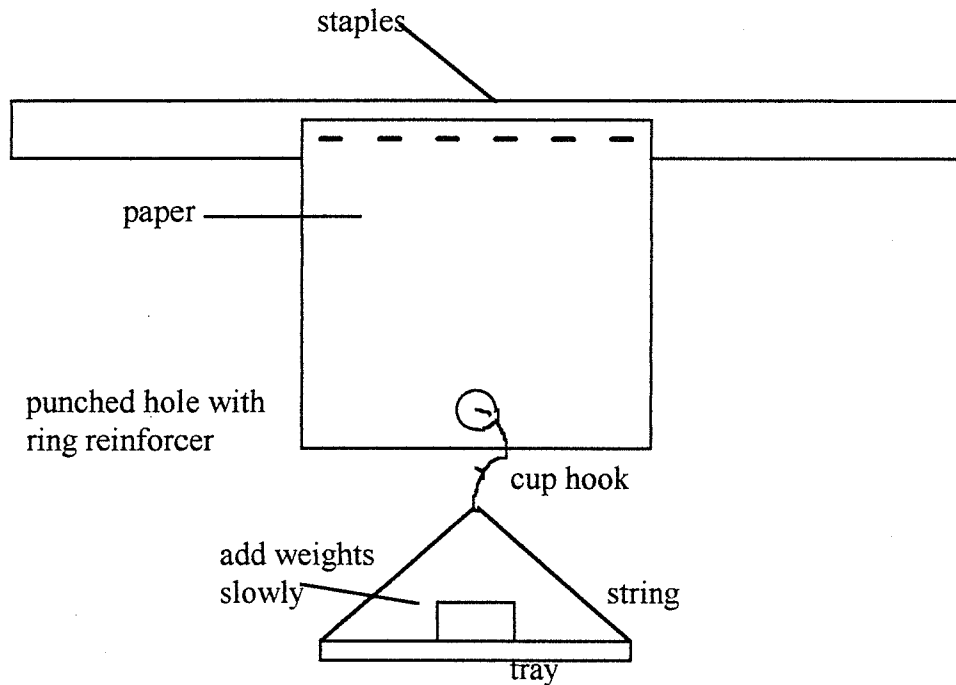 staples
paper
punched hole with
ring reinforcer
cup hook
add weights
slowly
string
tray